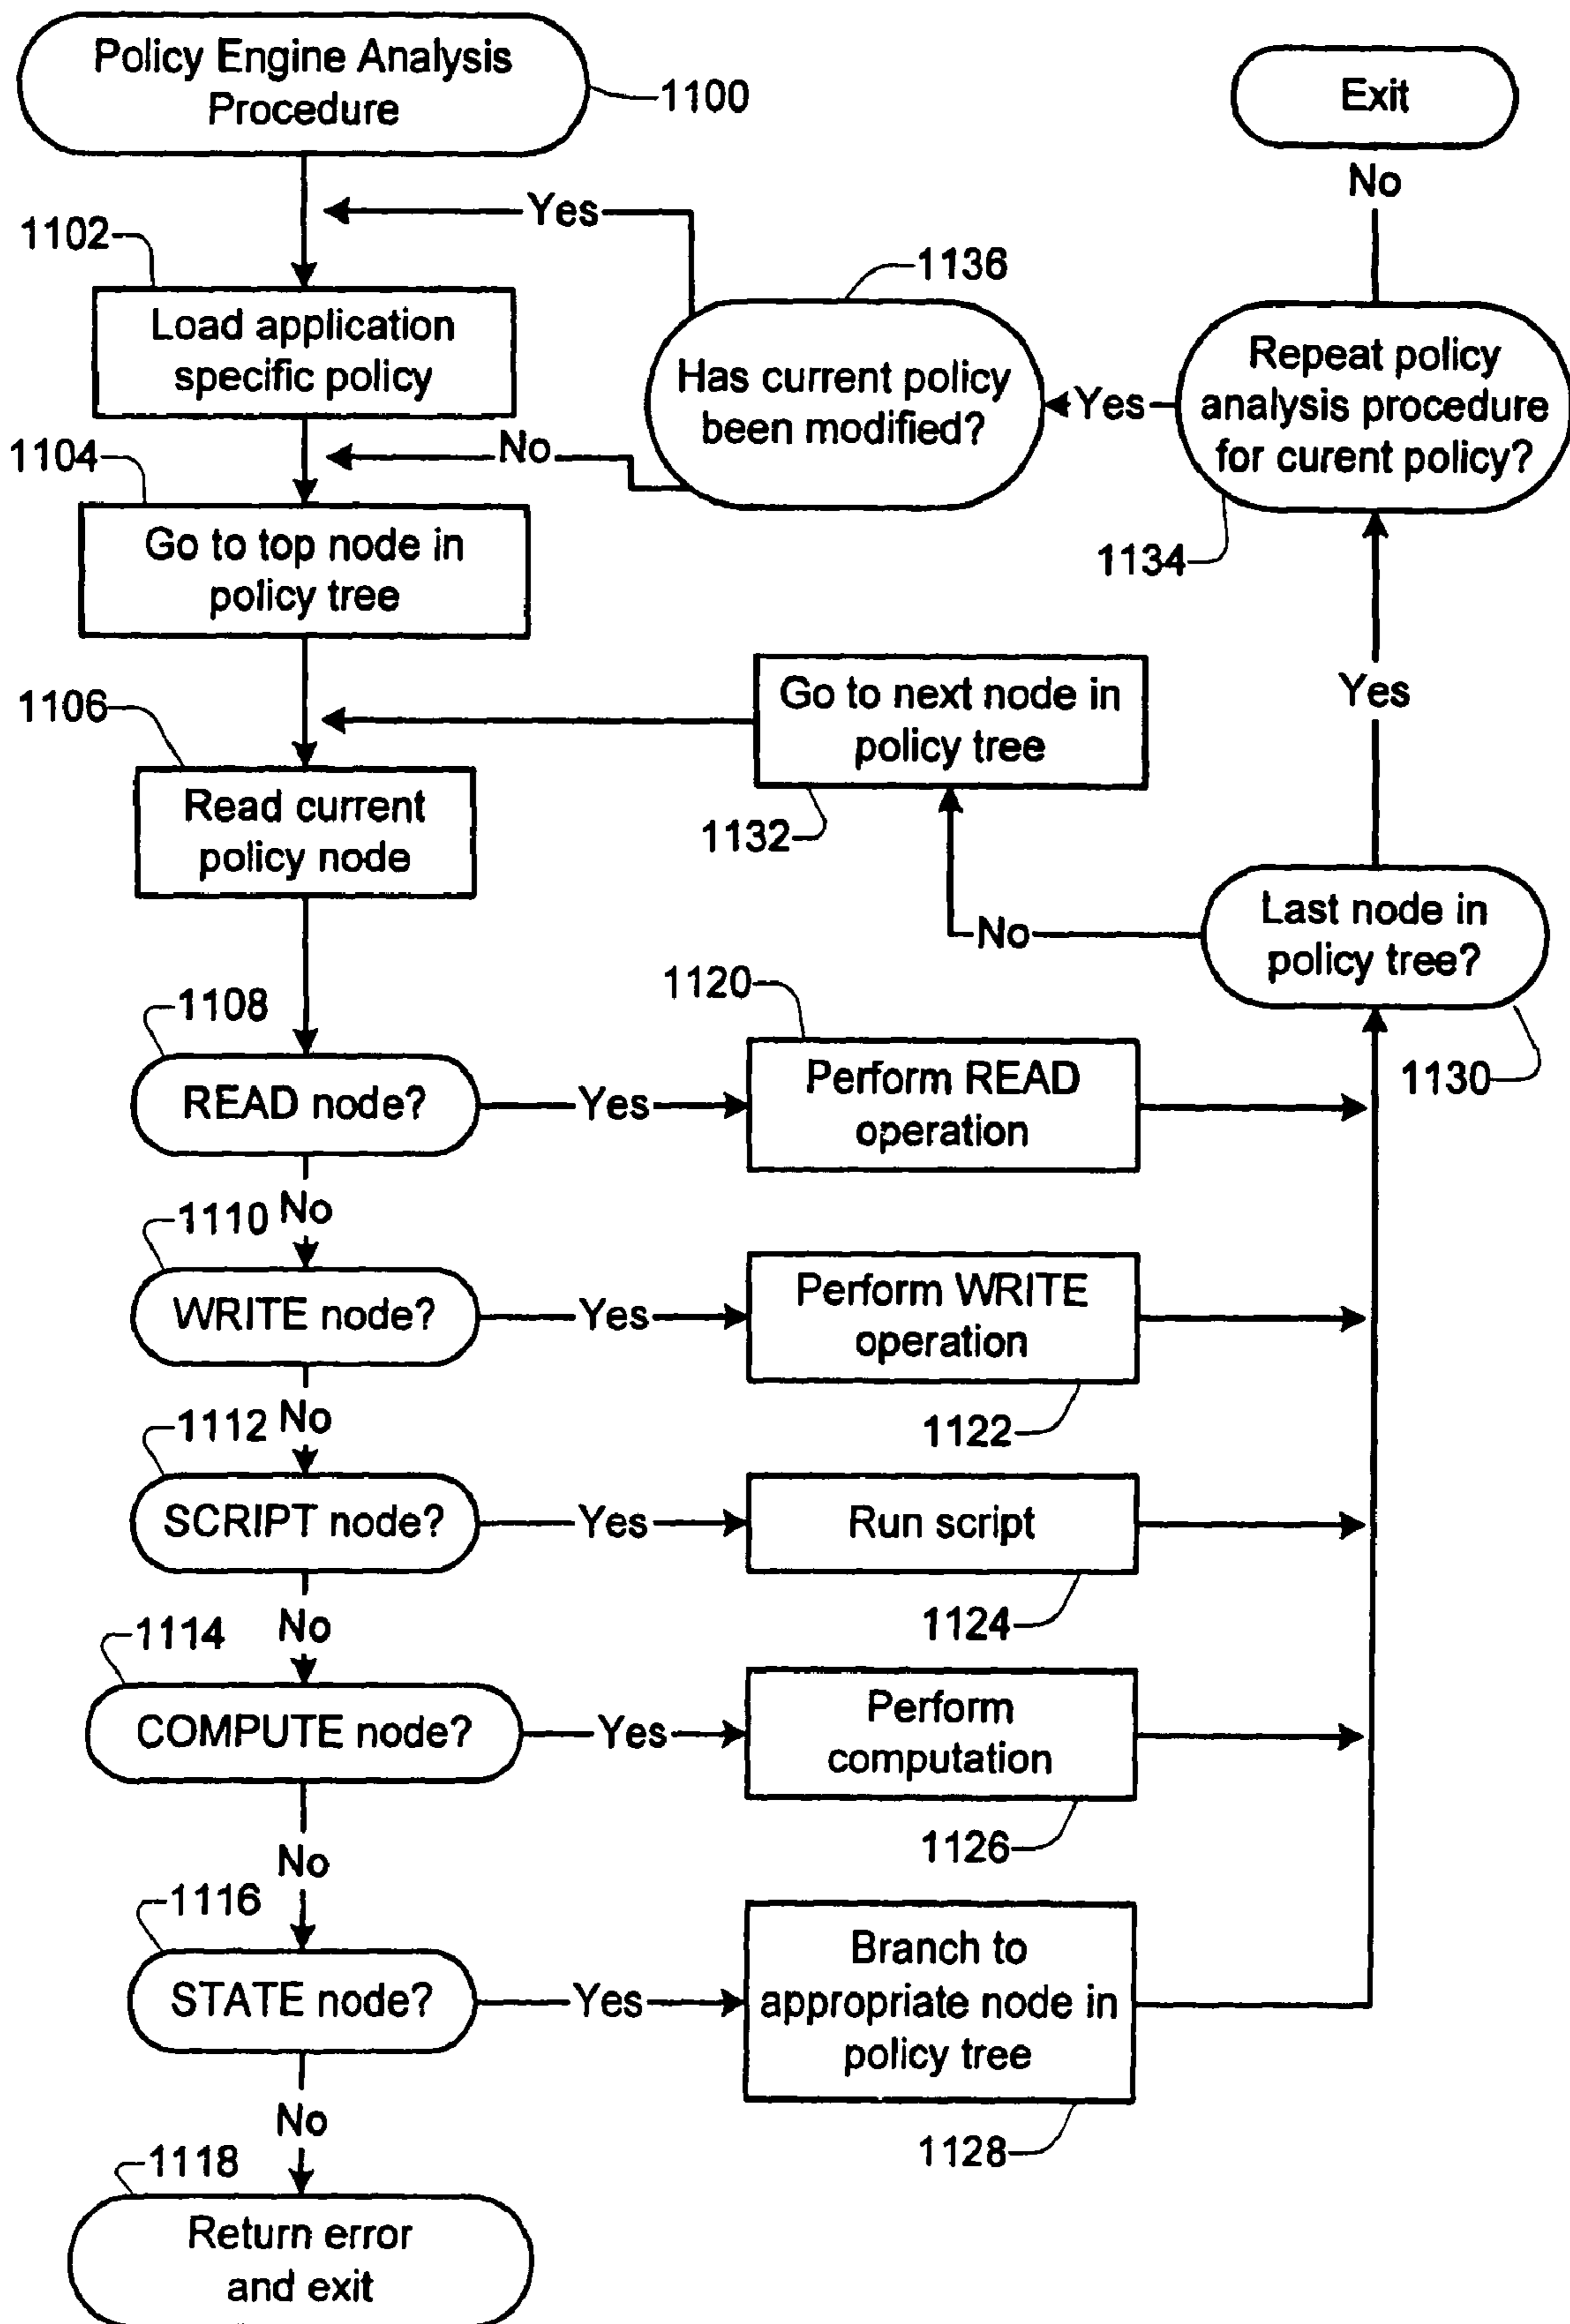 Policy Engine Analysis
Procedure
1100
Exit
No
Yes
1102
1136
Load application
specific policy
Has current policy
been modified?
Yes
Repeat policy
analysis procedure
for curent policy?
No
1104
1134
Go to top node in
policy tree
Yes
1106
Go to next node in
policy tree
1132
Read current
policy node
Last node in
policy tree?
No
1130
1108
1120
READ node?
Yes
Perform READ
operation
No
1110
WRITE node?
Yes
Perform WRITE
operation
1122
No
1112
SCRIPT node?
Yes
Run script
1124
No
1114
COMPUTE node?
Yes
Perform
computation
1126
No
1116
STATE node?
Yes
Branch to
appropriate node in
policy tree
1128
No
1118
Return error
and exit